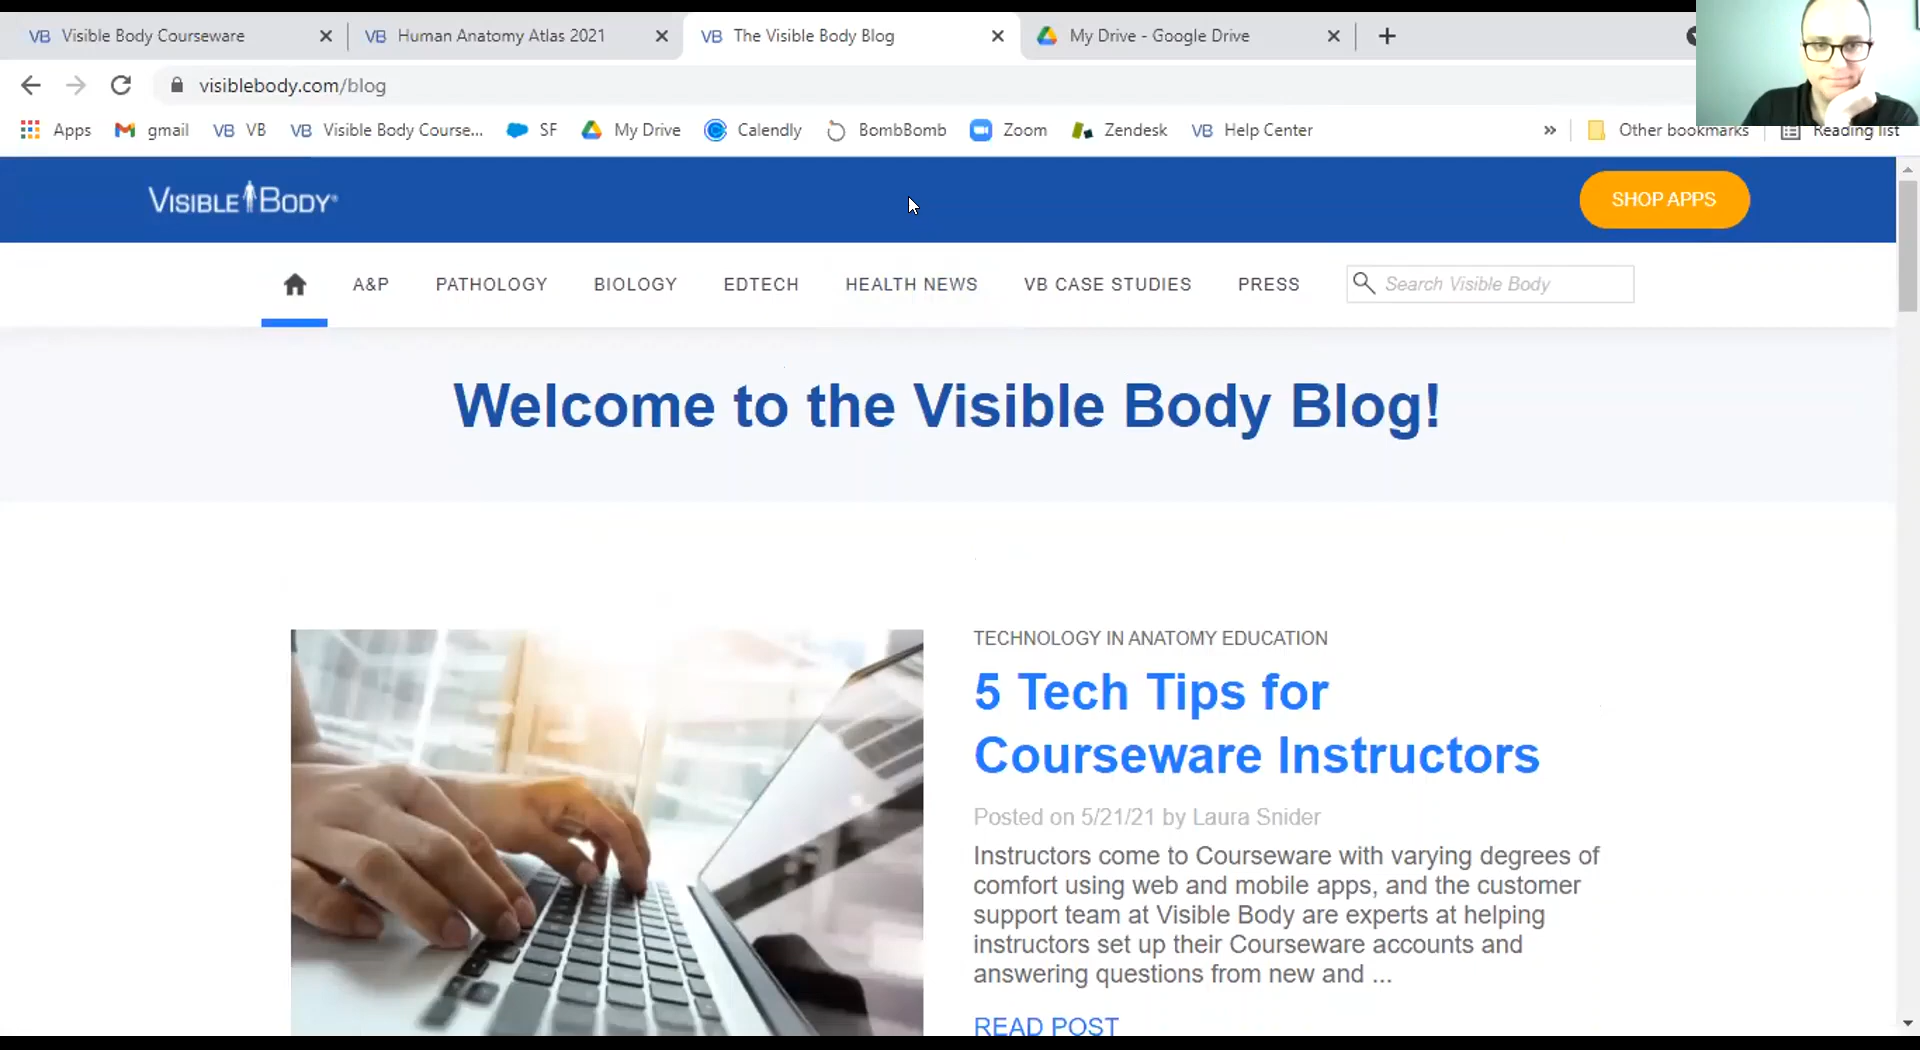 VB Visible Body Courseware
VB Human Anatomy Atlas 2021
VB The Visible Body Blog
My Drive - Google Drive
visiblebody.com/blog
Apps gmail VB VB VB Visible Body Course... SF My Drive Calendly BombBomb Zoom Zendesk VB Help Center » Other bookmarks Reading list
VISIBLE BODY®
SHOP APPS
A&P PATHOLOGY BIOLOGY EDTECH HEALTH NEWS VB CASE STUDIES PRESS Search Visible Body
Welcome to the Visible Body Blog!
TECHNOLOGY IN ANATOMY EDUCATION
5 Tech Tips for
Courseware Instructors
Posted on 5/21/21 by Laura Snider
Instructors come to Courseware with varying degrees of
comfort using web and mobile apps, and the customer
support team at Visible Body are experts at helping
instructors set up their Courseware accounts and
answering questions from new and ...
READ POST